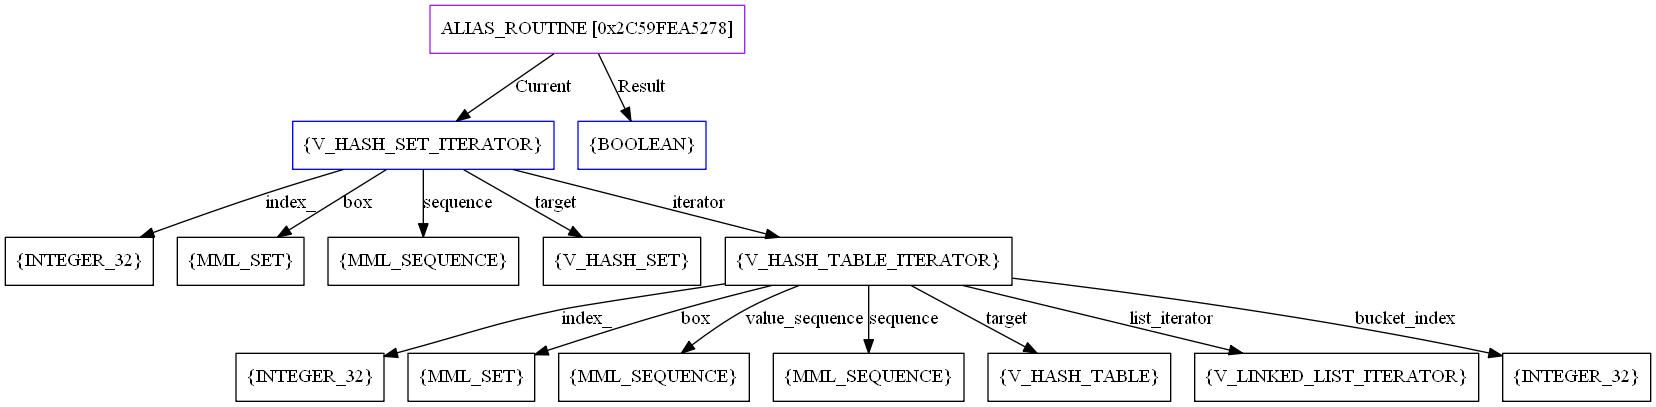 ALIAS_ROUTINE [0x2C59FEA5278]
Current
Result
{V_HASH_SET_ITERATOR}
{BOOLEAN}
index_
box
sequence
target
iterator
{INTEGER_32}
{MML_SET}
{MML_SEQUENCE}
{V_HASH_SET}
{V_HASH_TABLE_ITERATOR}
index_
box
value_sequence
sequence
target
list_iterator
bucket_index
{INTEGER_32}
{MML_SET}
{MML_SEQUENCE}
{MML_SEQUENCE}
{V_HASH_TABLE}
{V_LINKED_LIST_ITERATOR}
{INTEGER_32}